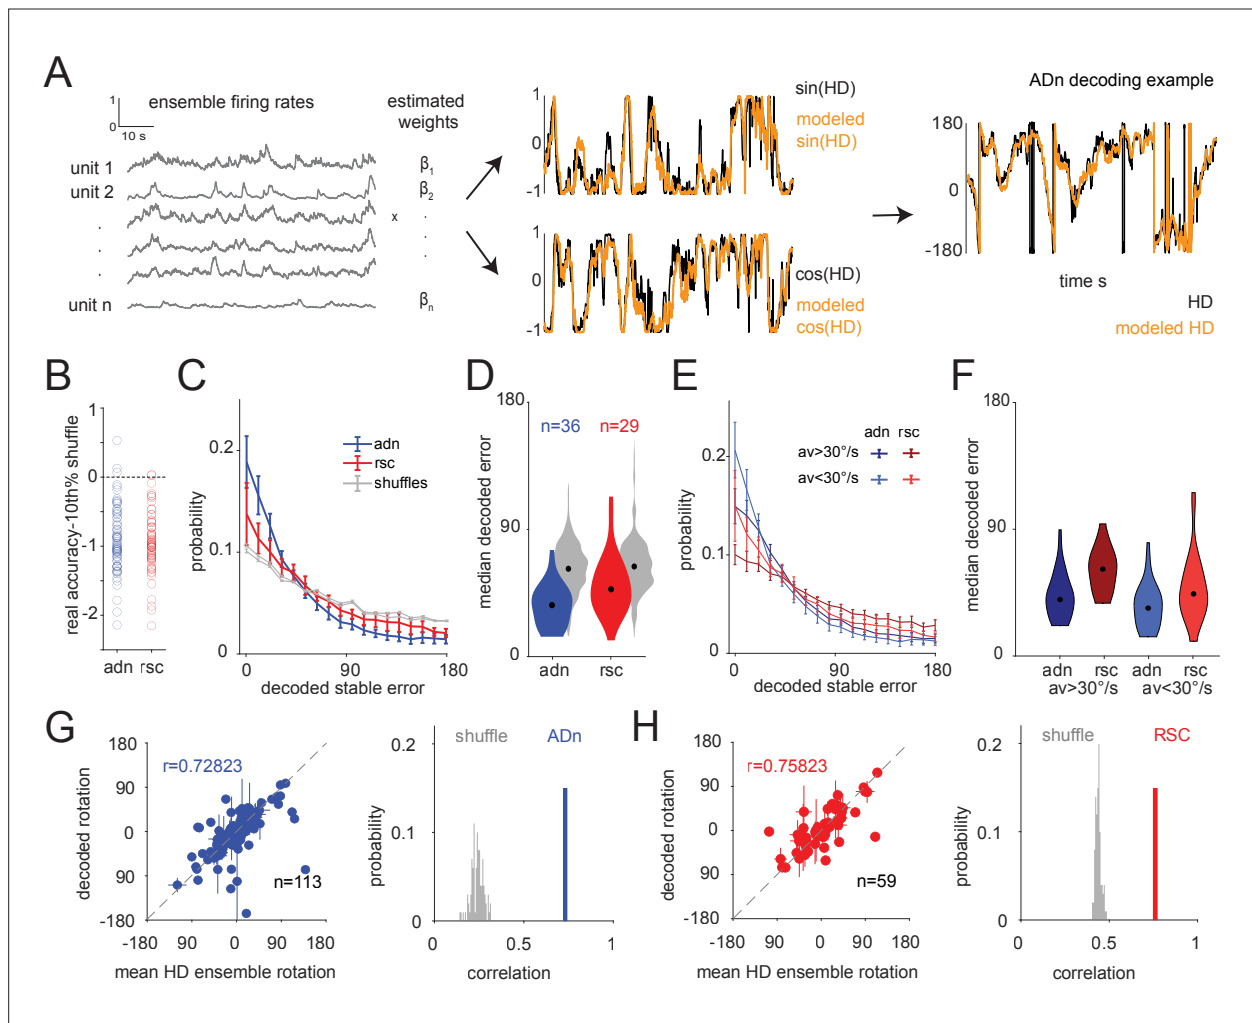 A
ensemble firing rates
estimated
weights
1
0
10 s
unit 1
unit 2
.
.
.
unit n
β1
β2
x
.
.
.
βn
1
0
-1
sin(HD)
modeled
sin(HD)
1
0
-1
cos(HD)
modeled
cos(HD)
ADn decoding example
180
0
-180
time s
HD
modeled HD
B
real accuracy-10th% shuffle
1
0
-1
-2
adn rsc
C
probability
0.2
0.1
0
adn
rsc
shuffles
0 90 180
decoded stable error
D
median decoded error
180
90
0
n=36 n=29
adn rsc
E
probability
0.2
0.1
0
adn rsc
av>30°/s
av<30°/s
0 90 180
decoded stable error
F
median decoded error
180
90
0
adn rsc adn rsc
av>30°/s av<30°/s
G
decoded rotation
180
90
0
90
-180
r=0.72823
n=113
-180 90 0 90 180
mean HD ensemble rotation
probability
0.2
0.1
0
shuffle ADn
0 0.5 1
correlation
H
decoded rotation
180
90
0
90
-180
r=0.75823
n=59
-180 90 0 90 180
mean HD ensemble rotation
probability
0.2
0.1
0
shuffle RSC
0 0.5 1
correlation